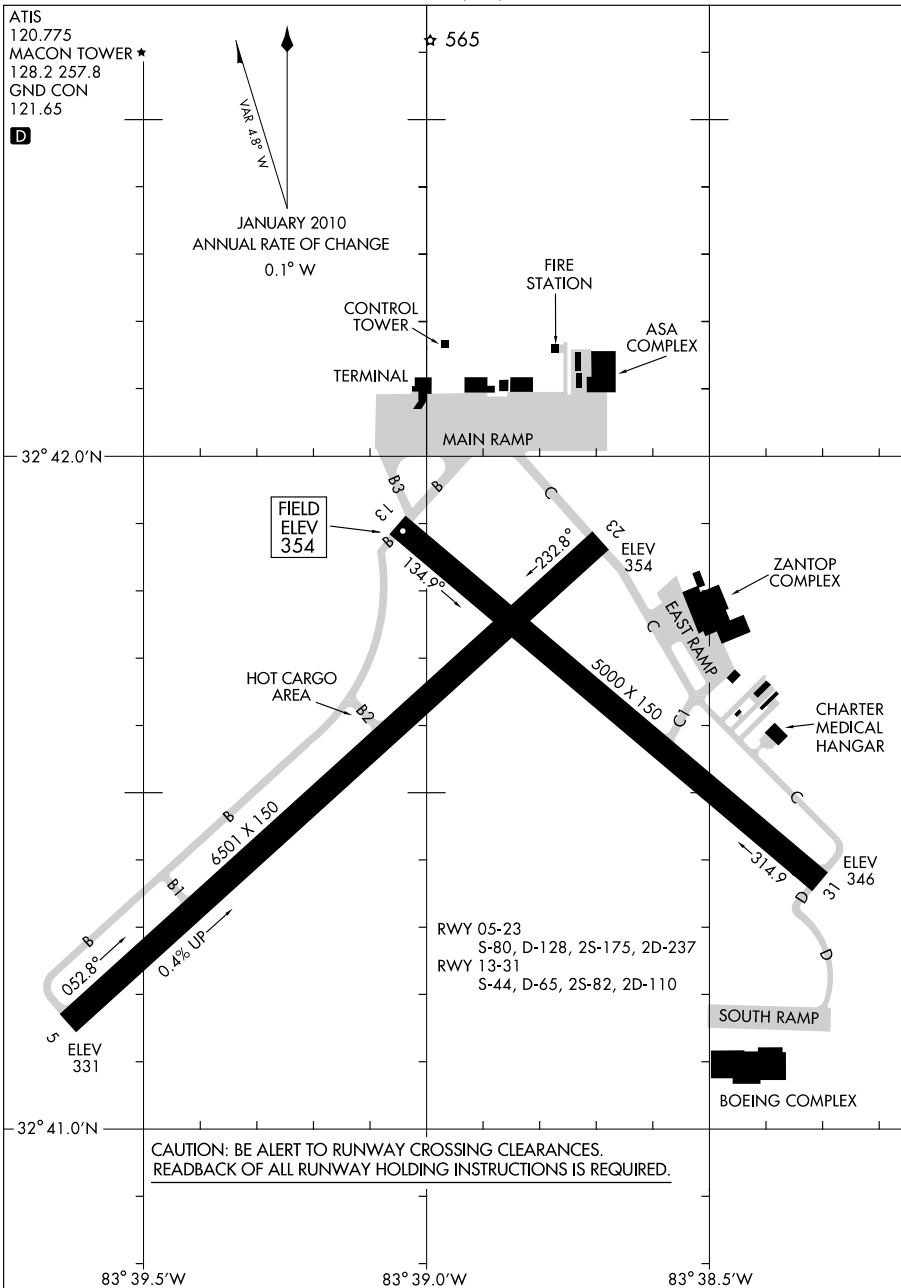 ATIS
120.775
MACON TOWER
128.2 257.8
GND CON
121.65
D
565
VAR 4.8° W
JANUARY 2010
ANNUAL RATE OF CHANGE
0.1° W
FIRE
STATION
CONTROL
TOWER
ASA
COMPLEX
TERMINAL
MAIN RAMP
32° 42.0'N
B3
B
C
13
23
FIELD
ELEV
354
B
134.9°
232.8°
ELEV
354
ZANTOP
COMPLEX
EAST RAMP
C
HOT CARGO
AREA
B2
5000 X 150
C1
CHARTER
MEDICAL
HANGAR
C
B
6501 X 150
B1
314.9
ELEV
346
31
D
B
052.8°
0.4% UP
RWY 05-23
S-80, D-128, 2S-175, 2D-237
RWY 13-31
S-44, D-65, 2S-82, 2D-110
D
5
ELEV
331
SOUTH RAMP
BOEING COMPLEX
32° 41.0'N
CAUTION: BE ALERT TO RUNWAY CROSSING CLEARANCES.
READBACK OF ALL RUNWAY HOLDING INSTRUCTIONS IS REQUIRED.
83° 39.5'W
83° 39.0'W
83° 38.5'W